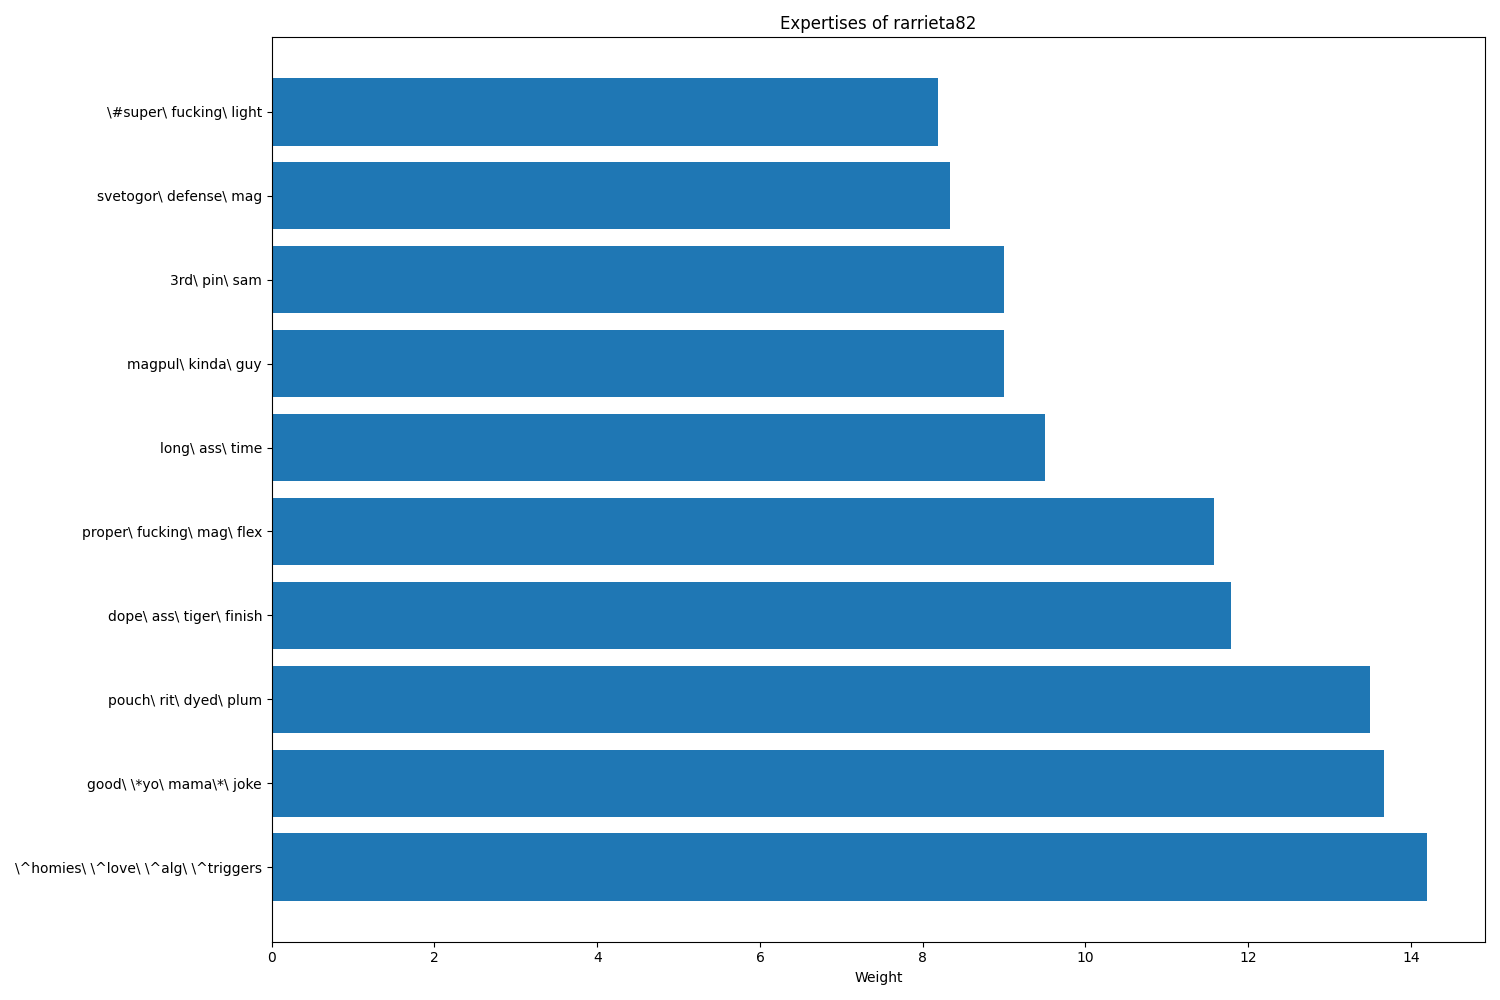 Expertises of rarrieta82
\#super\ fucking\ light
svetogor\ defense\ mag
3rd\ pin\ sam
magpul\ kinda\ guy
long\ ass\ time
proper\ fucking\ mag\ flex
dope\ ass\ tiger\ finish
pouch\ rit\ dyed\ plum
good\ \*yo\ mama\*\ joke
\^homies\ \^love\ \^alg\ \^triggers
0 2 4 6 8 10 12 14
Weight